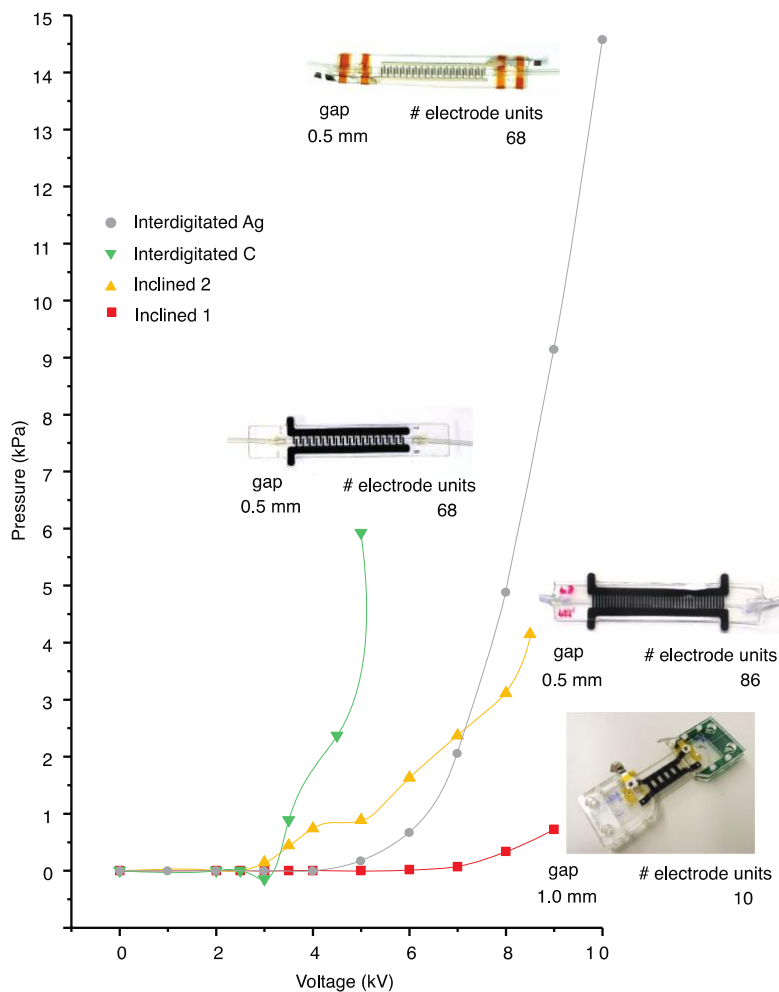 15
14
13
12
11
10
9
8
7
6
5
4
3
2
1
0
Pressure (kPa)
gap # electrode units
0.5 mm 68
Interdigitated Ag
Interdigitated C
Inclined 2
Inclined 1
gap # electrode units
0.5 mm 68
gap # electrode units
0.5 mm 86
gap # electrode units
1.0 mm 10
0 2 4 6 8 10
Voltage (kV)